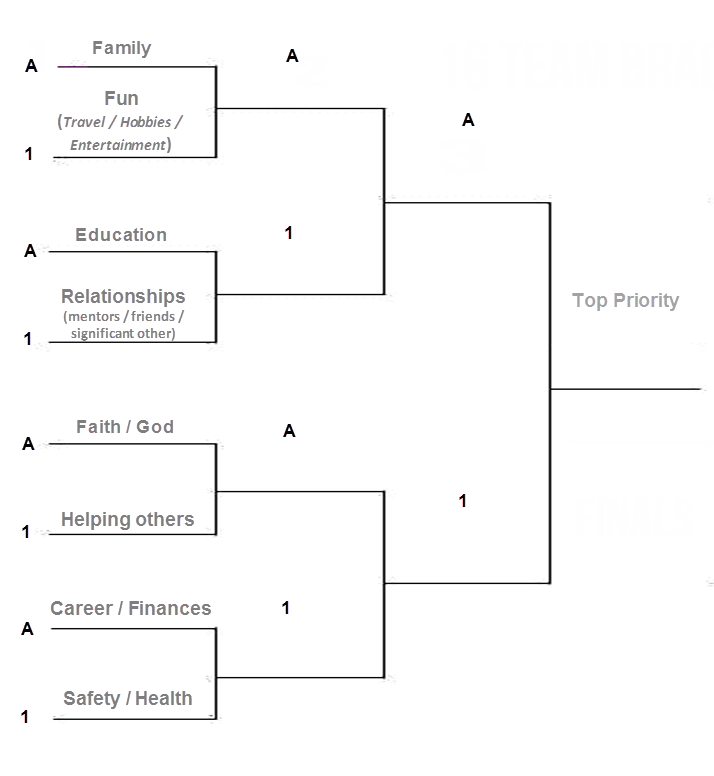 Family
A
A
Fun
(Travel / Hobbies /
Entertainment)
A
1
Education
1
A
Relationships
(mentors / friends /
significant other)
1
Top Priority
Faith / God
A
A
Helping others
1
1
Career / Finances
1
A
Safety / Health
1